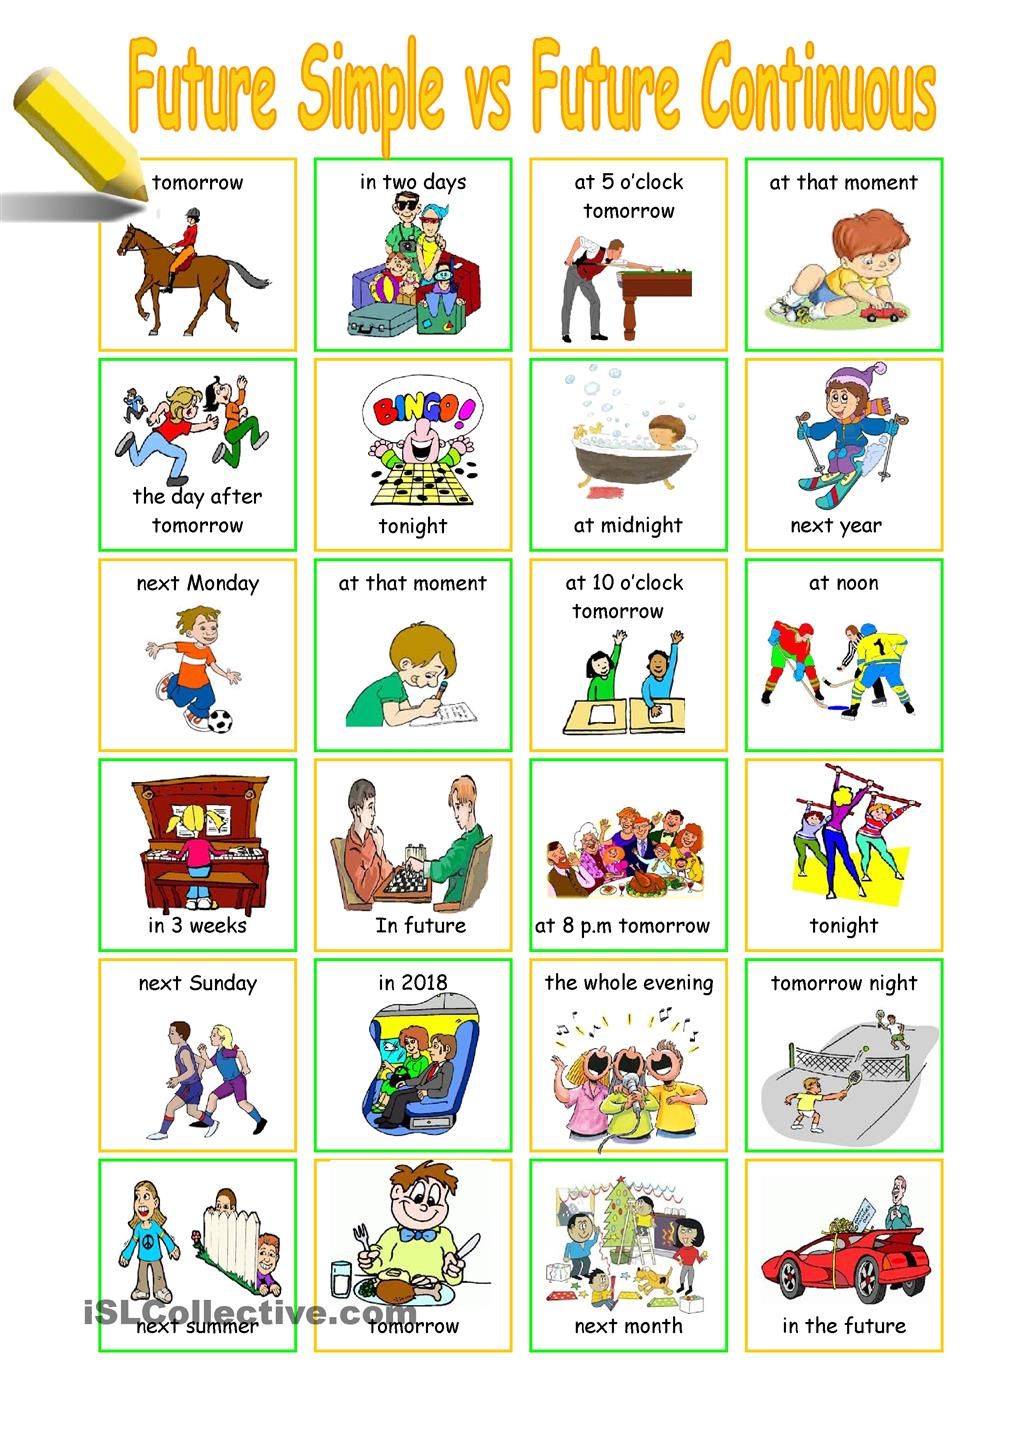 Future Simple vs Future Continuous
tomorrow
in two days
at 5 o'clock
tomorrow
at that moment
the day after
tomorrow
BINGO!
tonight
at midnight
next year
next Monday
at that moment
at 10 o'clock
tomorrow
at noon
1
in 3 weeks
In future
at 8 p.m tomorrow
tonight
next Sunday
in 2018
the whole evening
tomorrow night
next summer
tomorrow
next month
in the future
iSLCollective.com